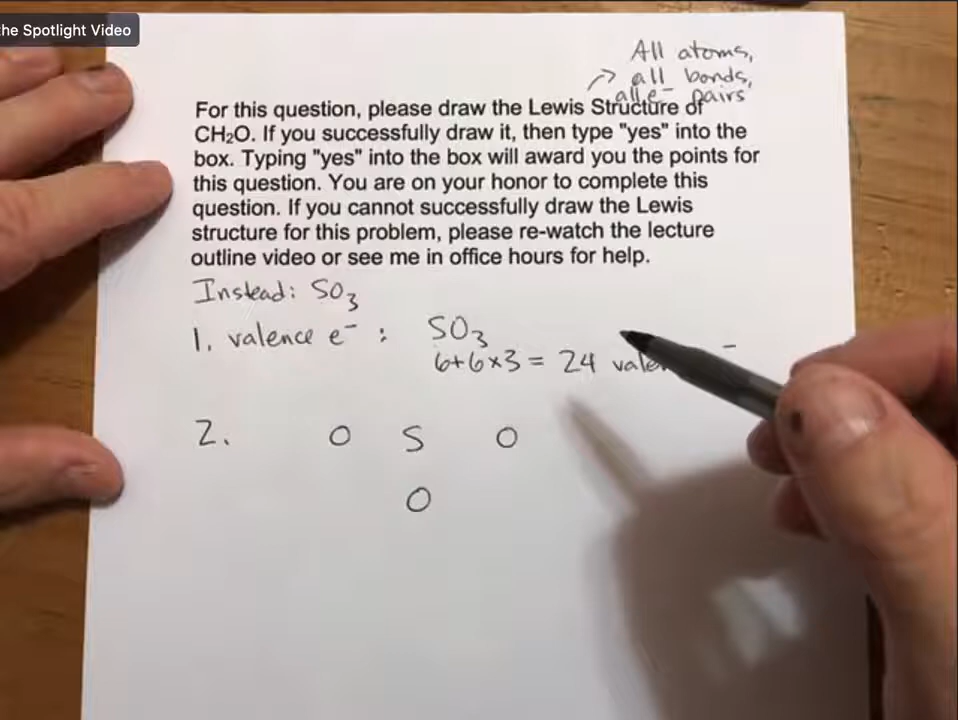 the Spotlight Video
All atoms,
→ all bonds,
all e⁻ pairs
For this question, please draw the Lewis Structure of
CH₂O. If you successfully draw it, then type "yes" into the
box. Typing "yes" into the box will award you the points for
this question. You are on your honor to complete this
question. If you cannot successfully draw the Lewis
structure for this problem, please re-watch the lecture
outline video or see me in office hours for help.
Instead: SO₃
1. valence e⁻ : SO₃
6+6×3 = 24
2. O S O
O